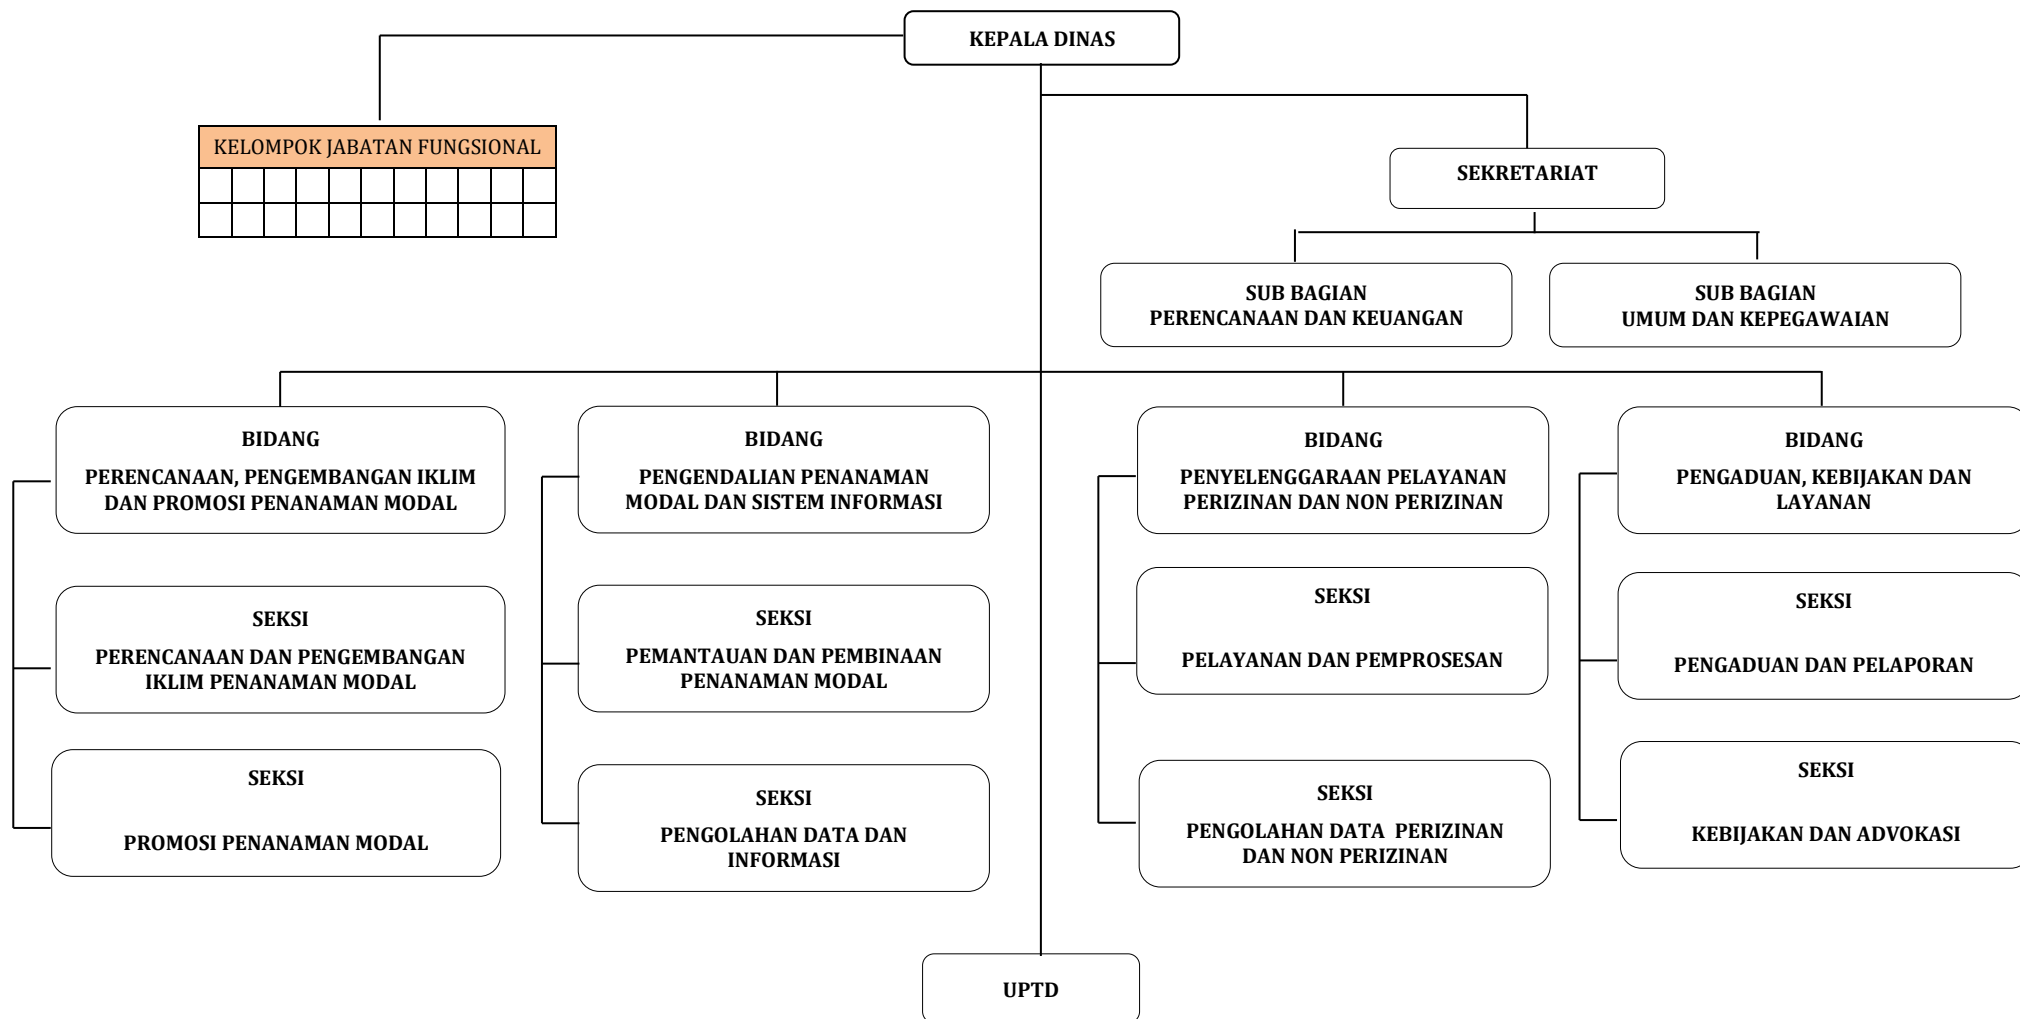 KEPALA DINAS
KELOMPOK JABATAN FUNGSIONAL
SEKRETARIAT
SUB BAGIAN
PERENCANAAN DAN KEUANGAN
SUB BAGIAN
UMUM DAN KEPEGAWAIAN
BIDANG
PERENCANAAN, PENGEMBANGAN IKLIM
DAN PROMOSI PENANAMAN MODAL
BIDANG
PENGENDALIAN PENANAMAN
MODAL DAN SISTEM INFORMASI
BIDANG
PENYELENGGARAAN PELAYANAN
PERIZINAN DAN NON PERIZINAN
BIDANG
PENGADUAN, KEBIJAKAN DAN
LAYANAN
SEKSI
PERENCANAAN DAN PENGEMBANGAN
IKLIM PENANAMAN MODAL
SEKSI
PEMANTAUAN DAN PEMBINAAN
PENANAMAN MODAL
SEKSI
PELAYANAN DAN PEMPROSESAN
SEKSI
PENGADUAN DAN PELAPORAN
SEKSI
PROMOSI PENANAMAN MODAL
SEKSI
PENGOLAHAN DATA DAN
INFORMASI
SEKSI
PENGOLAHAN DATA  PERIZINAN
DAN NON PERIZINAN
SEKSI
KEBIJAKAN DAN ADVOKASI
UPTD